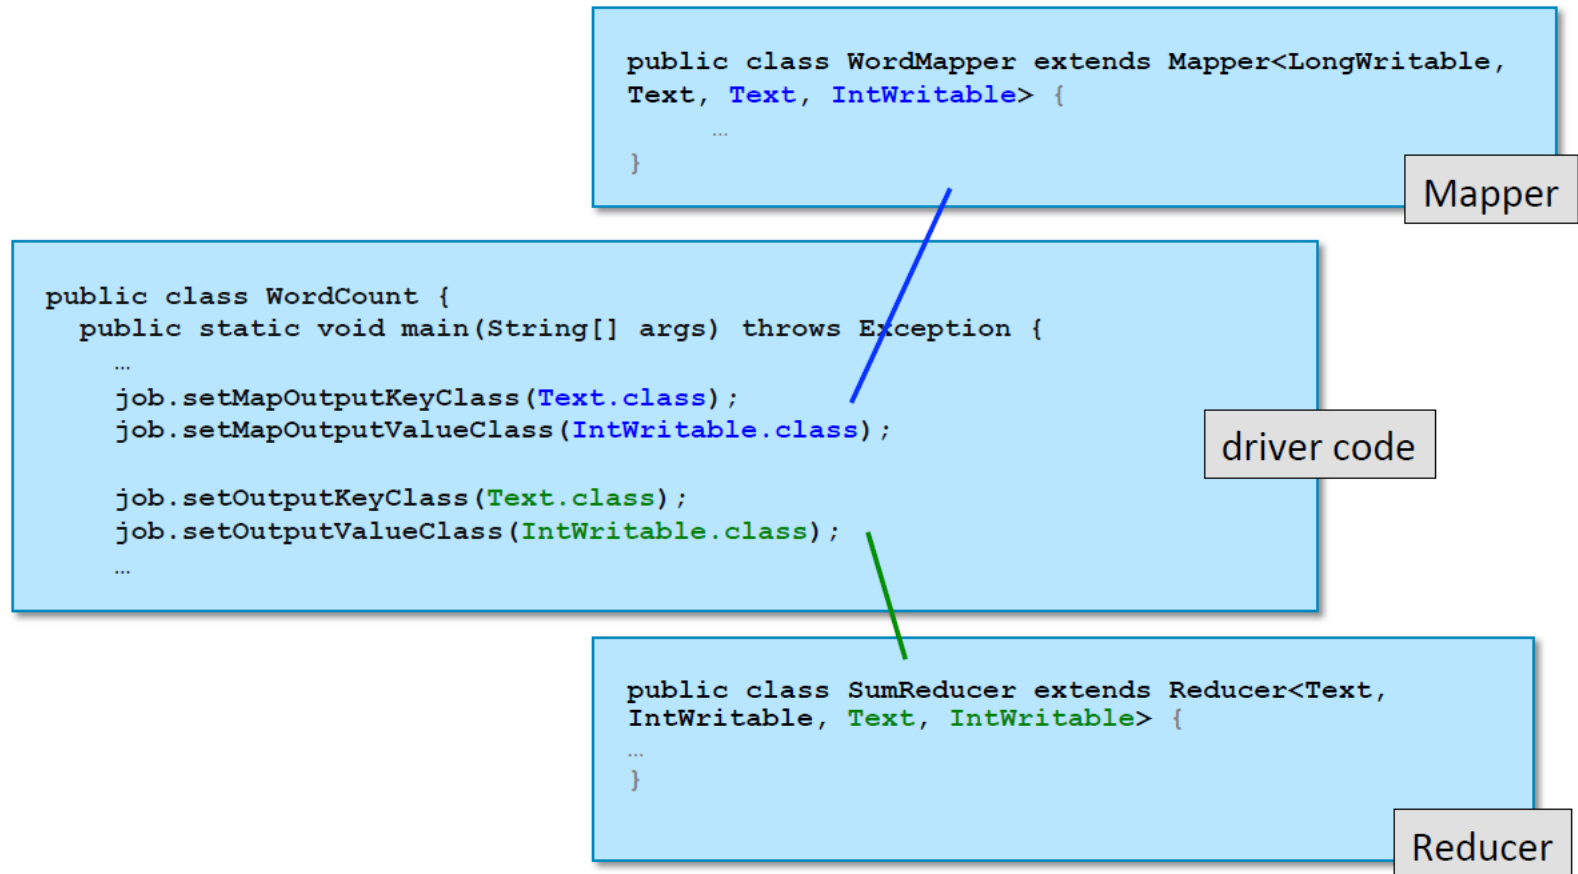 public class WordMapper extends Mapper<LongWritable,
Text, Text, IntWritable> {
…
}
Mapper
public class WordCount {
public static void main(String[] args) throws Exception {
…
job.setMapOutputKeyClass(Text.class);
job.setMapOutputValueClass(IntWritable.class);
job.setOutputKeyClass(Text.class);
job.setOutputValueClass(IntWritable.class);
…
driver code
public class SumReducer extends Reducer<Text,
IntWritable, Text, IntWritable> {
…
}
Reducer